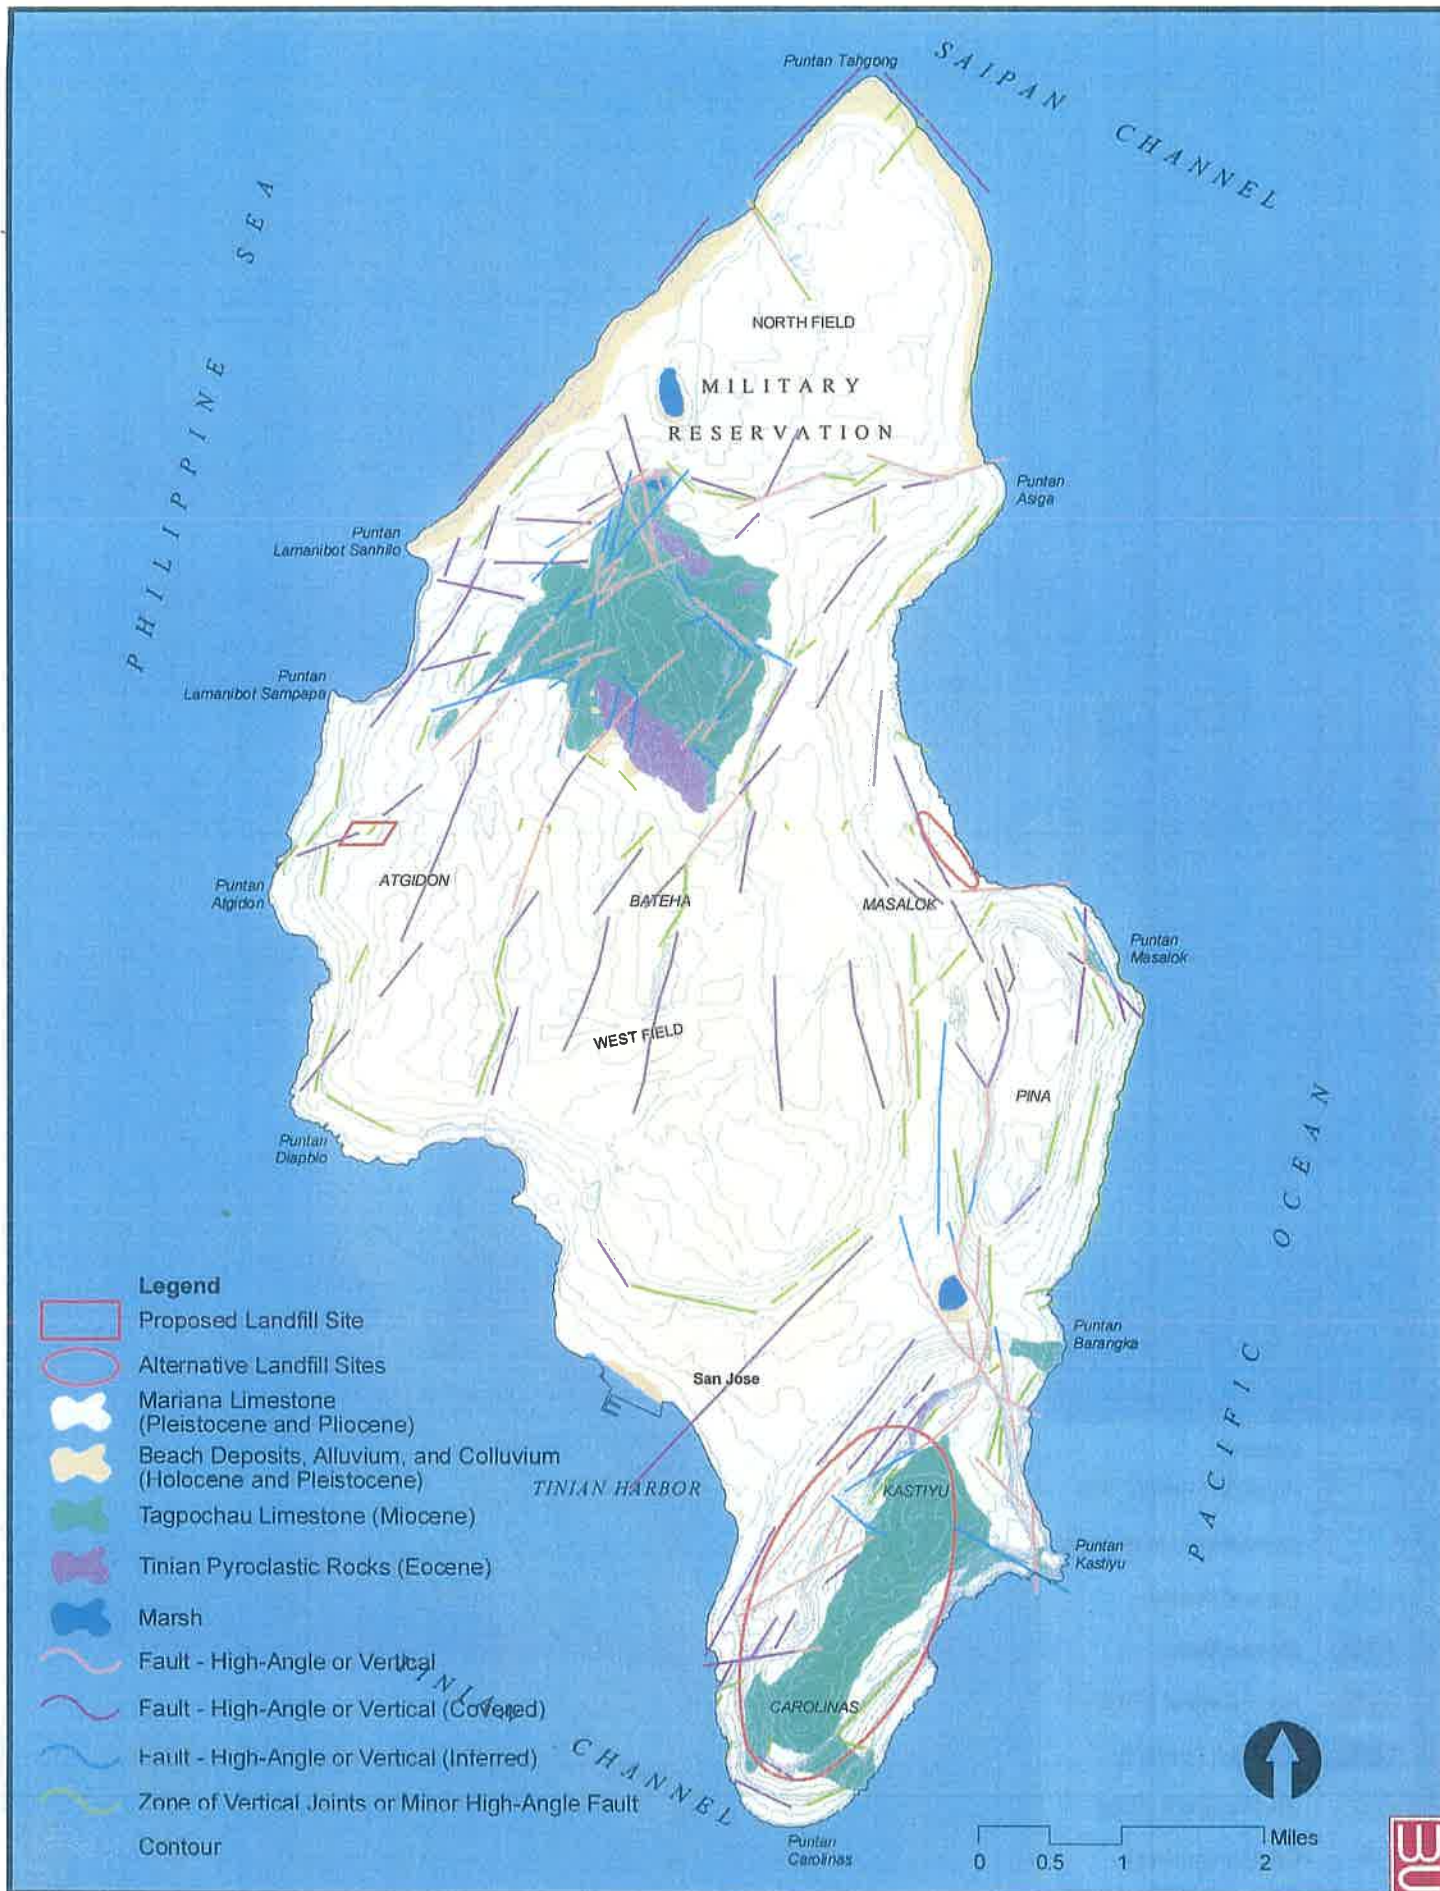 Puntan Tahgong
SAIPAN CHANNEL
PHILIPPINE SEA
NORTH FIELD
MILITARY
RESERVATION
Puntan
Asiga
Puntan
Lamanibot Sanhilo
Puntan
Lamanibot Sampapa
Puntan
Atgidon
ATGIDON
BATEHA
MASALOK
Puntan
Masalok
WEST FIELD
PINA
Puntan
Diapblo
PACIFIC OCEAN
Puntan
Barangka
San Jose
TINIAN HARBOR
KASTIYU
Puntan
Kastiyu
CAROLINAS
TINIAN CHANNEL
Puntan
Carolinas
Legend
Proposed Landfill Site
Alternative Landfill Sites
Mariana Limestone
(Pleistocene and Pliocene)
Beach Deposits, Alluvium, and Colluvium
(Holocene and Pleistocene)
Tagpochau Limestone (Miocene)
Tinian Pyroclastic Rocks (Eocene)
Marsh
Fault - High-Angle or Vertical
Fault - High-Angle or Vertical (Covered)
Fault - High-Angle or Vertical (Inferred)
Zone of Vertical Joints or Minor High-Angle Fault
Contour
Miles
0 0.5 1 2